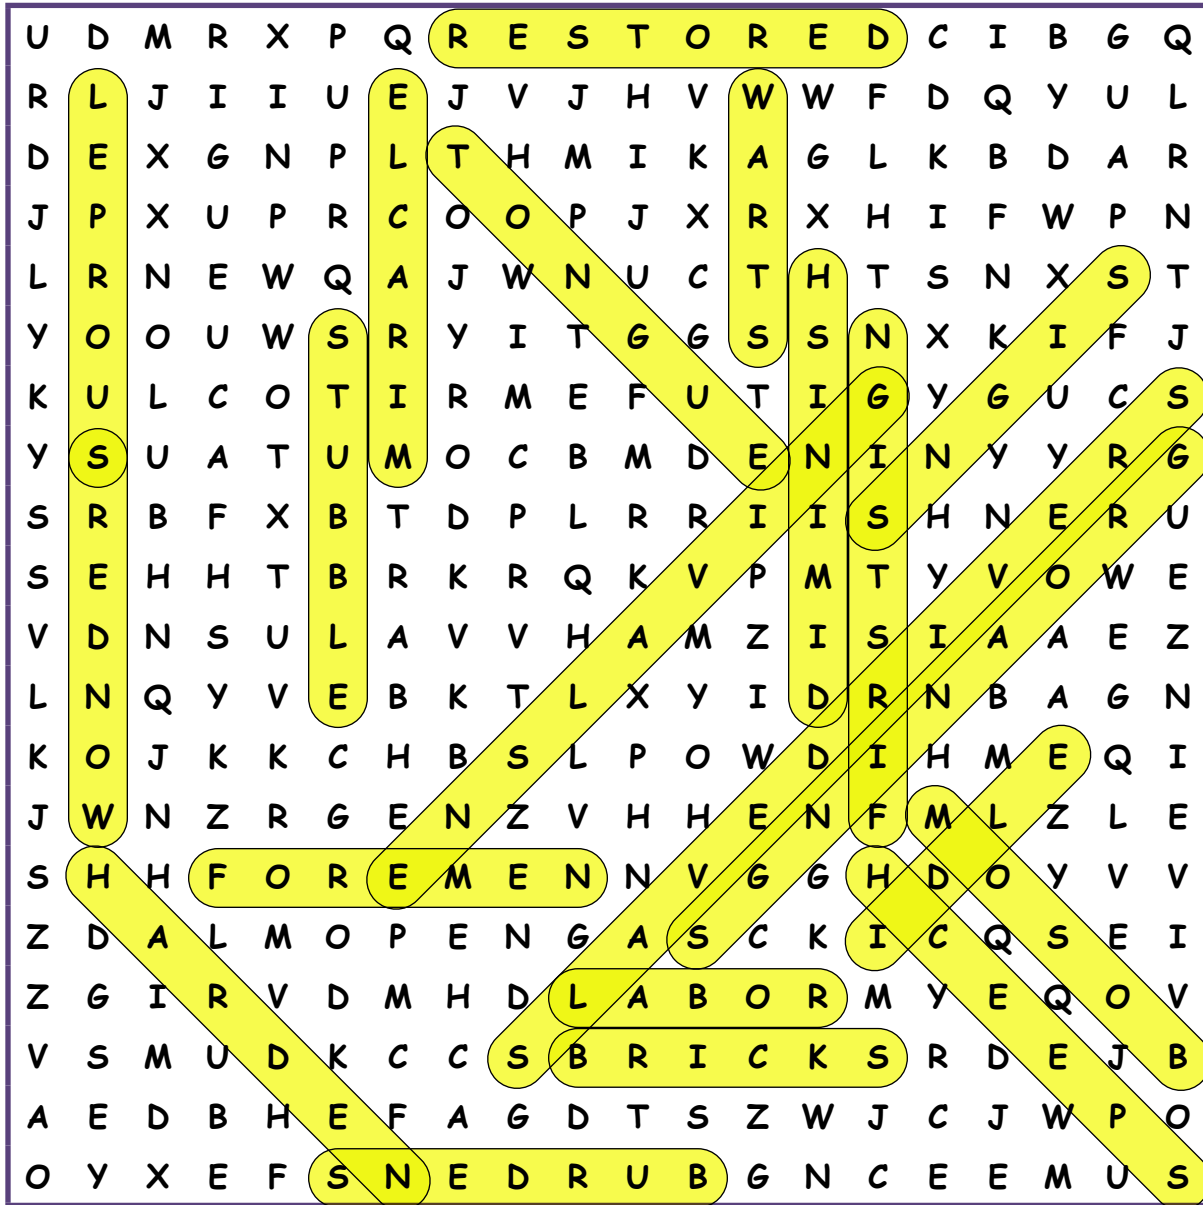 U D M R X P Q R E S T O R E D C I B G Q
R L J I I U E J V J H V W W F D Q Y U L
D E X G N P L T H M I K A G L K B D A R
J P X U P R C O O P J X R X H I F W P N
L R N E W Q A J W N U C T H T S N X S T
Y O O U W S R Y I T G G S S N X K I F J
K U L C O T I R M E F U T I G Y G U C S
Y S U A T U M O C B M D E N I N Y Y R G
S R B F X B T D P L R R I I S H N E R U
S E H H T B R K R Q K V P M T Y V O W E
V D N S U L A V V H A M Z I S I A A E Z
L N Q Y V E B K T L X Y I D R N B A G N
K O J K K C H B S L P O W D I H M E Q I
J W N Z R G E N Z V H H E N F M L Z L E
S H H F O R E M E N N V G G H D O Y V V
Z D A L M O P E N G A S C K I C Q S E I
Z G I R V D M H D L A B O R M Y E Q O V
V S M U D K C C S B R I C K S R D E J B
A E D B H E F A G D T S Z W J C J W P O
O Y X E F S N E D R U B G N C E E M U S